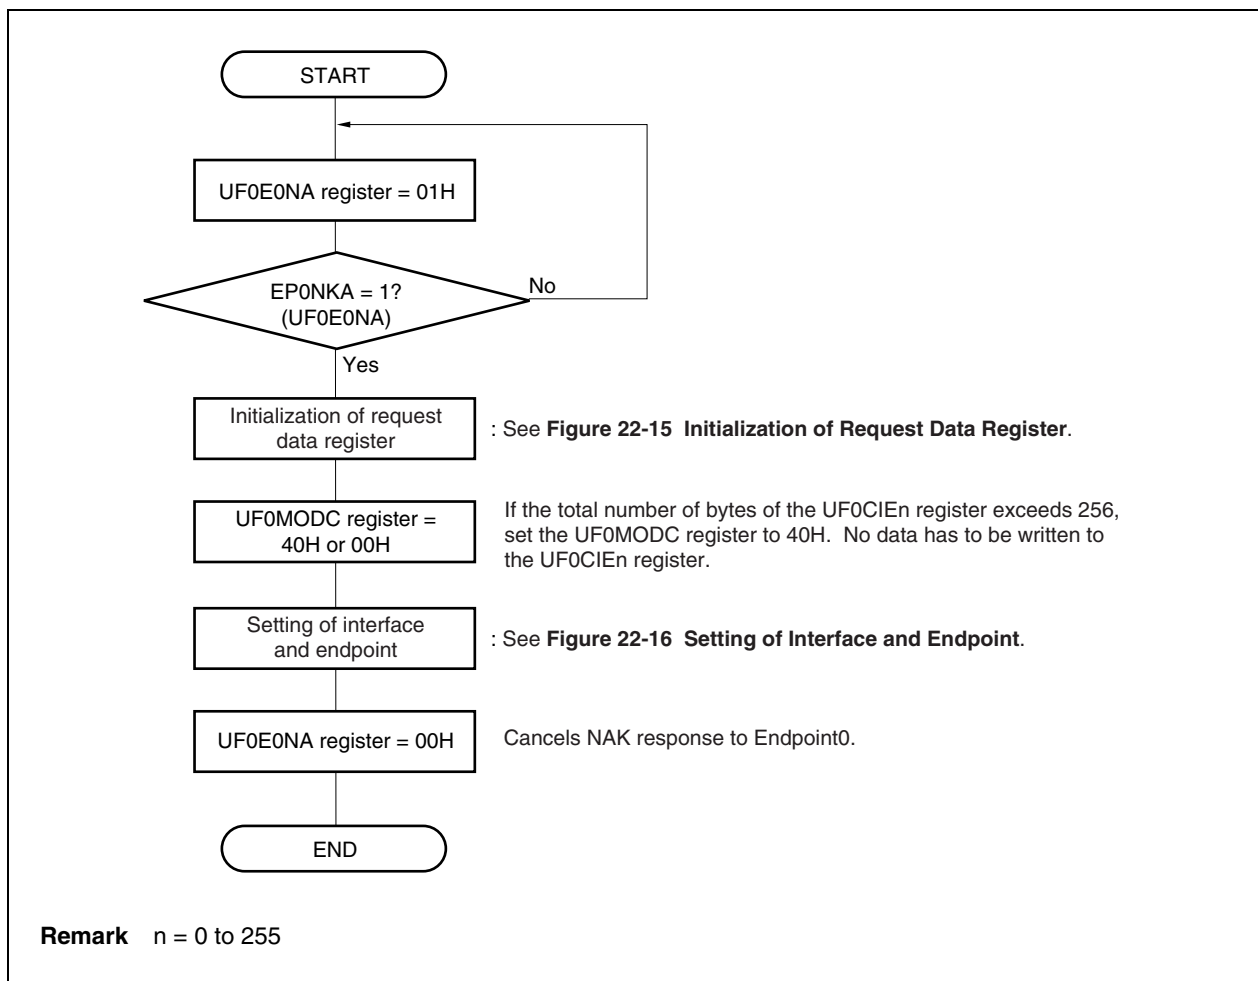 START
UF0E0NA register = 01H
EP0NKA = 1?
(UF0E0NA)
No
Yes
Initialization of request
data register
: See Figure 22-15 Initialization of Request Data Register.
UF0MODC register =
40H or 00H
If the total number of bytes of the UF0CIEn register exceeds 256,
set the UF0MODC register to 40H. No data has to be written to
the UF0CIEn register.
Setting of interface
and endpoint
: See Figure 22-16 Setting of Interface and Endpoint.
UF0E0NA register = 00H
Cancels NAK response to Endpoint0.
END
Remark n = 0 to 255